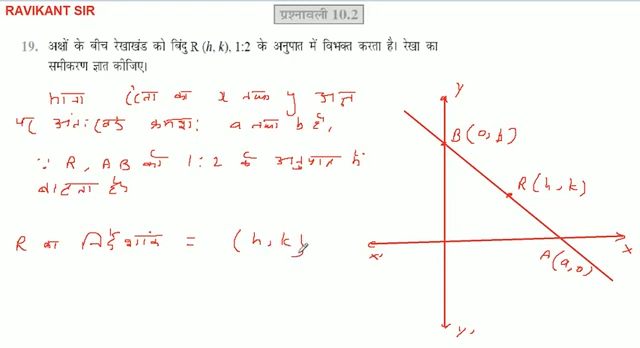 RAVIKANT SIR
प्रश्नावली 10.2
19. अक्षों के बीच रेखाखंड को बिंदु R (h, k), 1:2 के अनुपात में विभक्त करता है। रेखा का
समीकरण ज्ञात कीजिए।
माना रेखा का x तथा y अक्ष
पर अंतःखंड क्रमशः a तथा b है,
∵ R, AB को 1:2 के अनुपात में
बांटता है
R का निर्देशांक = (h, k)
Y
B(0, b)
R(h, k)
X'
X
A(a, 0)
Y'